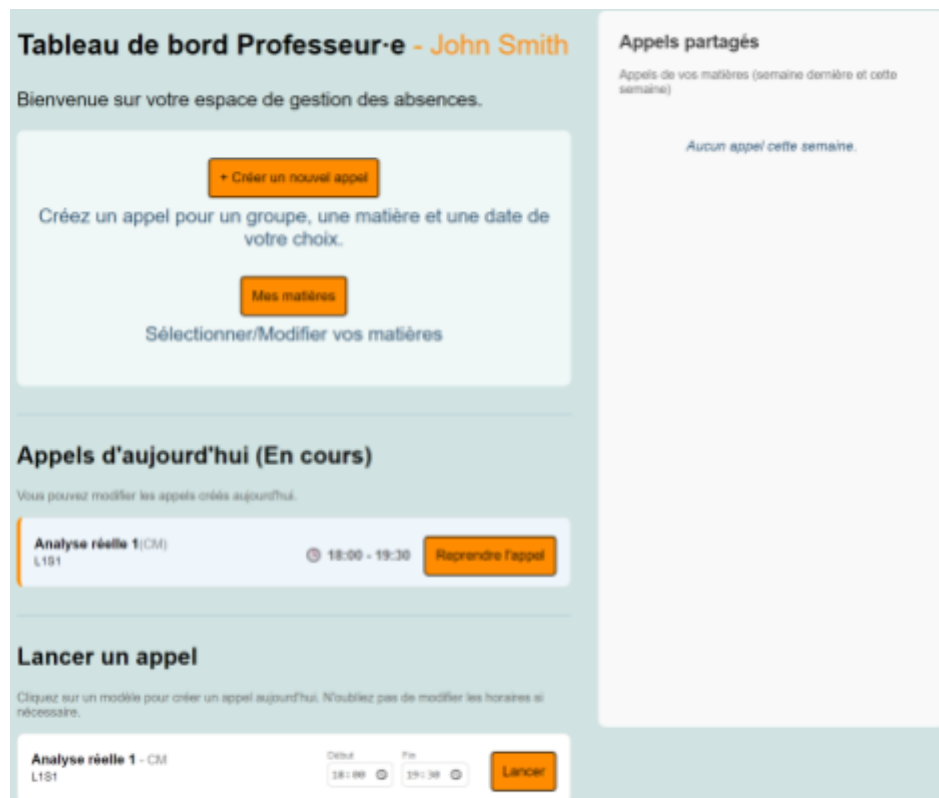 Tableau de bord Professeur·e - John Smith
Bienvenue sur votre espace de gestion des absences.
+ Créer un nouvel appel
Créez un appel pour un groupe, une matière et une date de
votre choix.
Mes matières
Sélectionner/Modifier vos matières
Appels d'aujourd'hui (En cours)
Vous pouvez modifier les appels créés aujourd'hui.
Analyse réelle 1(CM)
L1S1
18:00 - 19:30
Reprendre l'appel
Lancer un appel
Cliquez sur un modèle pour créer un appel aujourd'hui. N'oubliez pas de modifier les horaires si
nécessaire.
Analyse réelle 1 - CM
L1S1
Début
18:00
Fin
19:30
Lancer
Appels partagés
Appels de vos matières (semaine dernière et cette
semaine)
Aucun appel cette semaine.